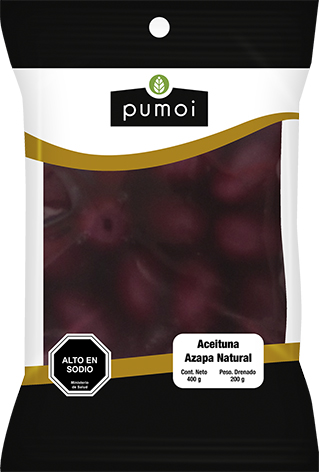 pumoi
ALTO EN
SODIO
Ministerio
de Salud
Aceituna
Azapa Natural
Cont. Neto Peso. Drenado
400 g 200 g